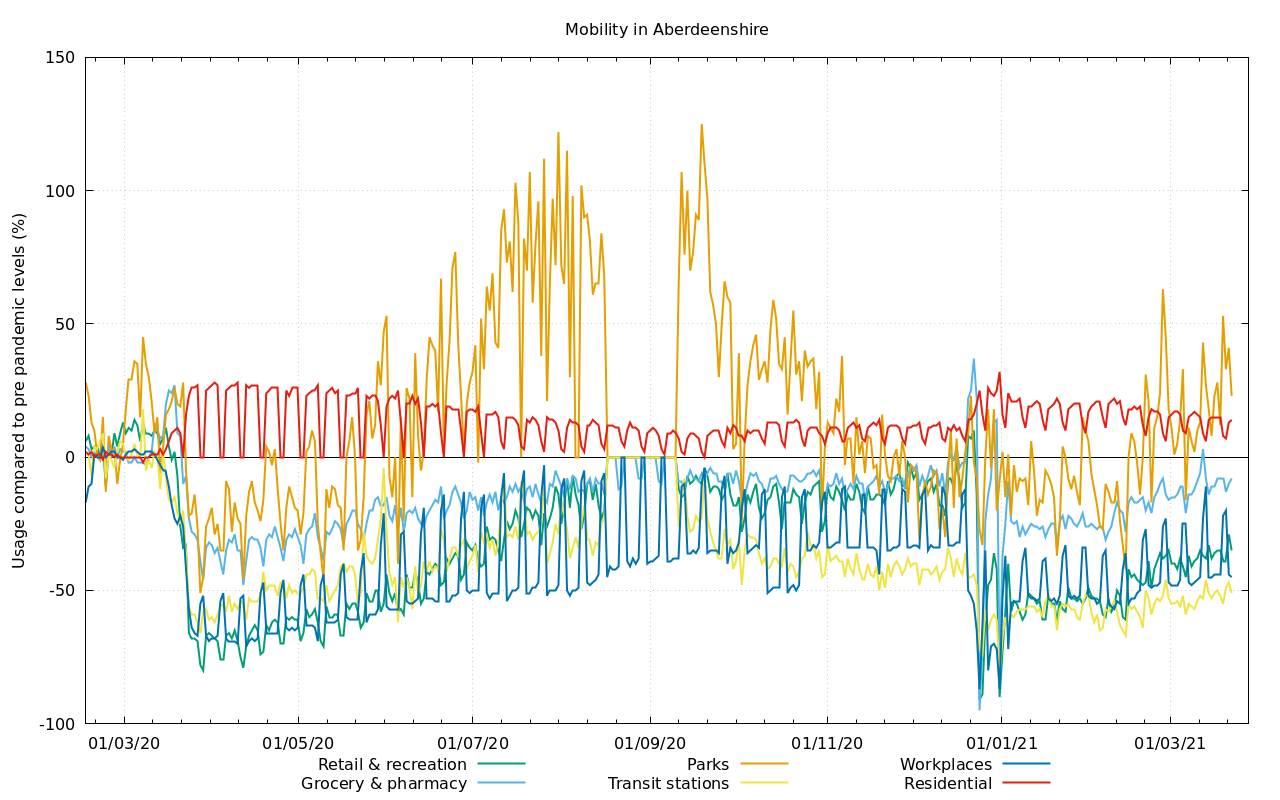 Mobility in Aberdeenshire
150
100
50
0
-50
-100
Usage compared to pre pandemic levels (%)
01/03/20 01/05/20 01/07/20 01/09/20 01/11/20 01/01/21 01/03/21
Retail & recreation Parks Workplaces
Grocery & pharmacy Transit stations Residential